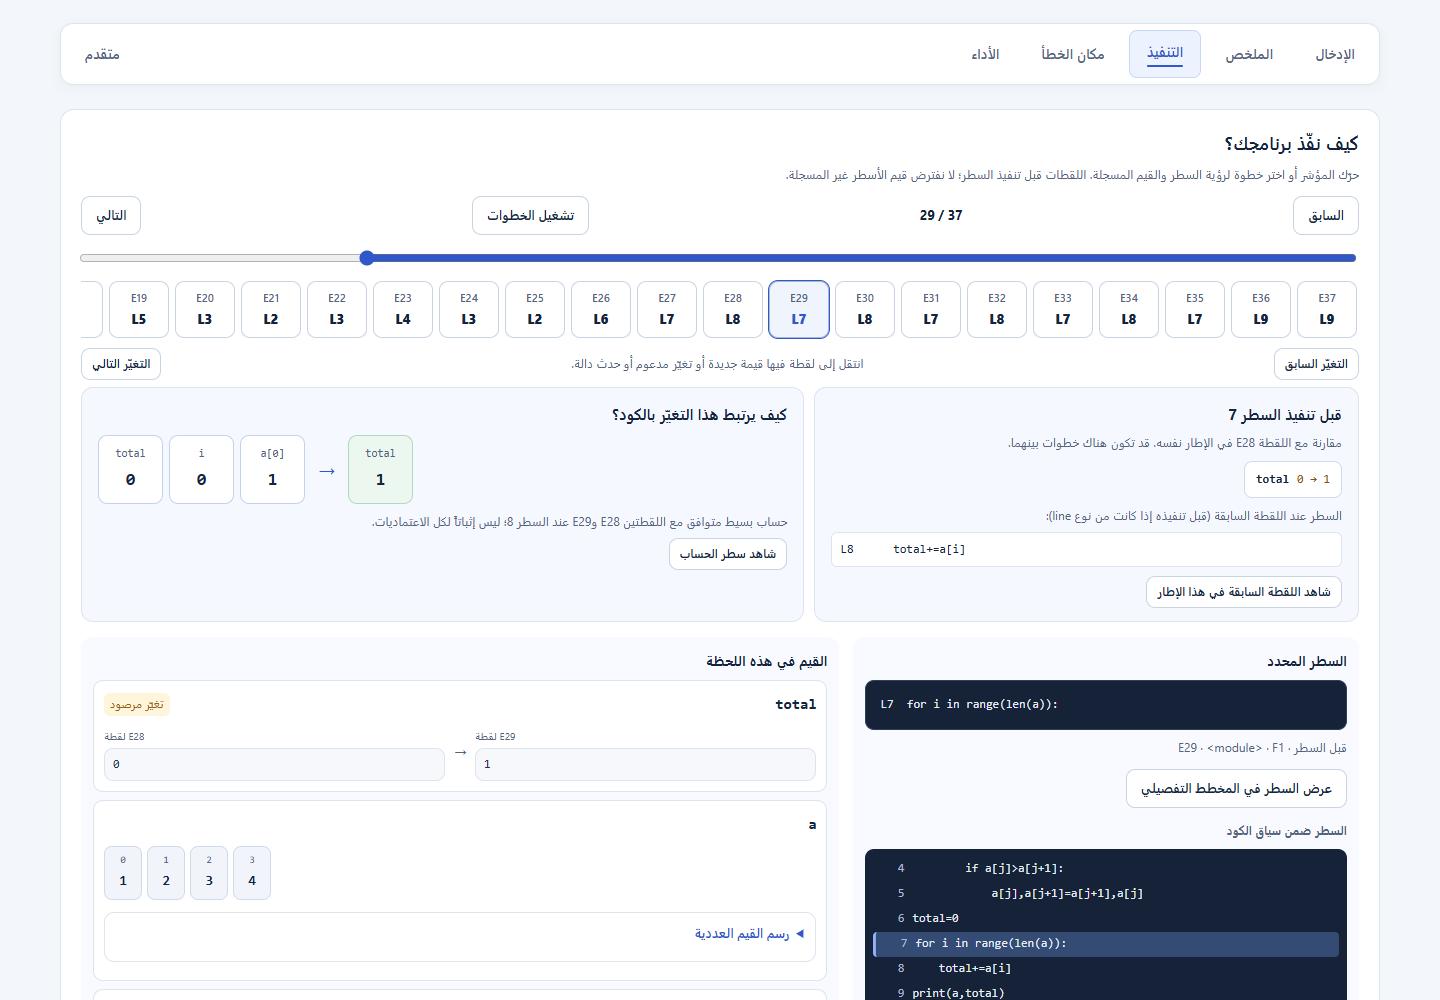 الإدخال الملخص التنفيذ مكان الخطأ الأداء متقدم
كيف نفّذ برنامجك؟
حرّك المؤشر أو اختر خطوة لرؤية السطر والقيم المسجلة. اللقطات قبل تنفيذ السطر؛ لا نفترض قيم الأسطر غير المسجلة.
السابق 29 / 37 تشغيل الخطوات التالي
E19 E20 E21 E22 E23 E24 E25 E26 E27 E28 E29 E30 E31 E32 E33 E34 E35 E36 E37
L5 L3 L2 L3 L4 L3 L2 L6 L7 L8 L7 L8 L7 L8 L7 L8 L7 L9 L9
التغيّر السابق انتقل إلى لقطة فيها قيمة جديدة أو تغيّر مدعوم أو حدث دالة. التغيّر التالي
قبل تنفيذ السطر 7
مقارنة مع اللقطة E28 في الإطار نفسه. قد تكون هناك خطوات بينهما.
total 0 → 1
السطر عند اللقطة السابقة (قبل تنفيذه إذا كانت من نوع line):
L8 total+=a[i]
شاهد اللقطة السابقة في هذا الإطار
كيف يرتبط هذا التغيّر بالكود؟
total i a[0] → total
0 0 1 1
حساب بسيط متوافق مع اللقطتين E28 وE29 عند السطر 8؛ ليس إثباتاً لكل الاعتماديات.
شاهد سطر الحساب
السطر المحدد
L7 for i in range(len(a)):
قبل السطر · E29 · <module> · F1
عرض السطر في المخطط التفصيلي
السطر ضمن سياق الكود
4 if a[j]>a[j+1]:
5 a[j],a[j+1]=a[j+1],a[j]
6 total=0
7 for i in range(len(a)):
8 total+=a[i]
9 print(a,total)
القيم في هذه اللحظة
total تغيّر مرصود
لقطة E28 لقطة E29
0 → 1
a
0 1 2 3
1 2 3 4
◀ رسم القيم العددية